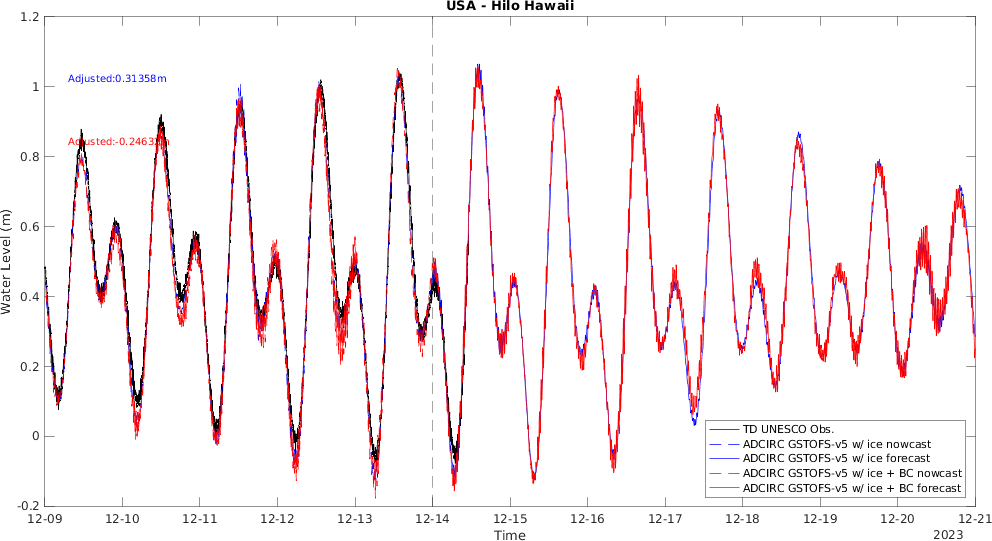 USA - Hilo Hawaii
1.2
1
0.8
0.6
0.4
0.2
0
-0.2
Water Level (m)
Adjusted:0.31358m
Adjusted:-0.2463
12-09 12-10 12-11 12-12 12-13 12-14 12-15 12-16 12-17 12-18 12-19 12-20 12-21
Time
2023
TD UNESCO Obs.
ADCIRC GSTOFS-v5 w/ ice nowcast
ADCIRC GSTOFS-v5 w/ ice forecast
ADCIRC GSTOFS-v5 w/ ice + BC nowcast
ADCIRC GSTOFS-v5 w/ ice + BC forecast